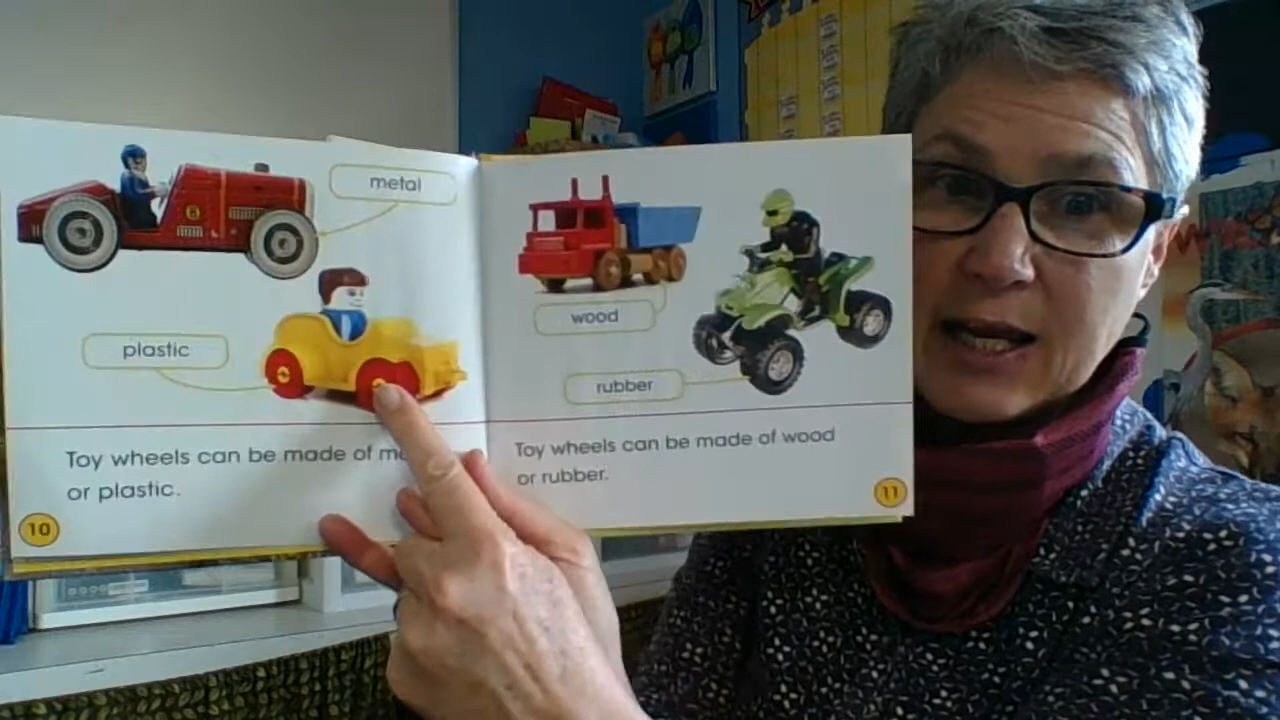 metal
plastic
Toy wheels can be made of
or plastic.
10
wood
rubber
Toy wheels can be made of wood
or rubber.
11